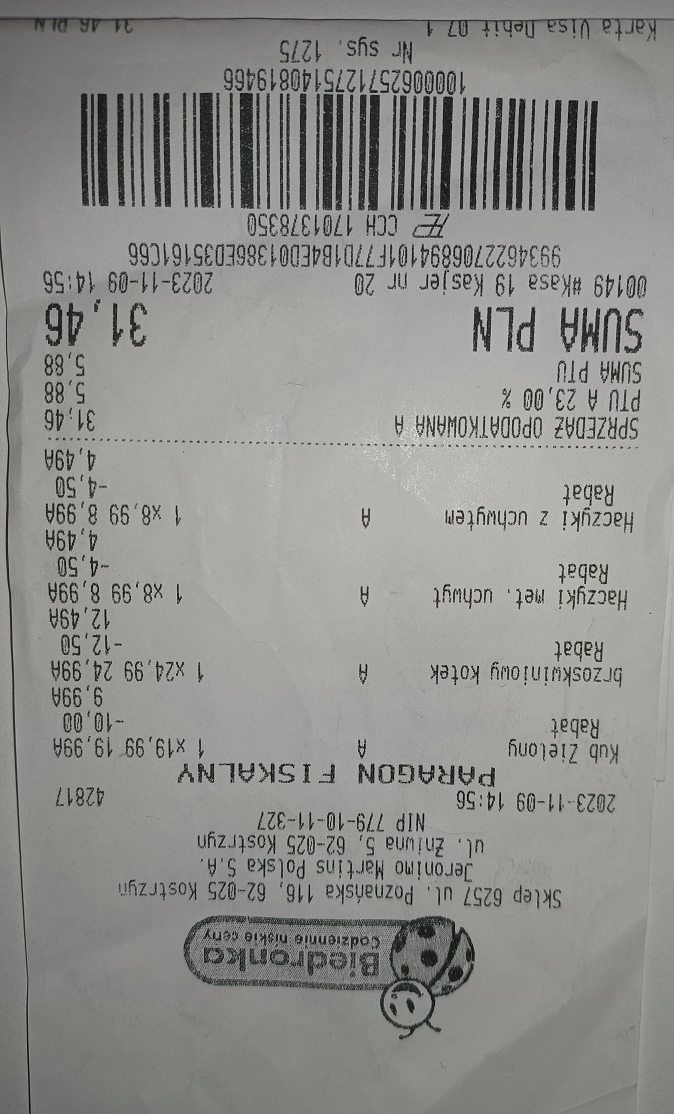 Biedronka
Codziennie niskie ceny
Sklep 6257 ul. Poznańska 116, 62-025 Kostrzyn
Jeronimo Martins Polska S.A.
ul. Żniwna 5, 62-025 Kostrzyn
NIP 779-10-11-327
2023-11-09 14:56 42817
PARAGON FISKALNY
Kub Zielony A 1 x19,99 19,99A
Rabat -10,00
9,99A
brzoskwiniowy kotek A 1 x24,99 24,99A
Rabat -12,50
12,49A
Haczyki met. uchwyt A 1 x8,99 8,99A
Rabat -4,50
4,49A
Haczyki z uchwytem A 1 x8,99 8,99A
Rabat -4,50
4,49A
SPRZEDAŻ OPODATKOWANA A 31,46
PTU A 23,00 % 5,88
SUMA PTU 5,88
SUMA PLN 31,46
00149 #Kasa 19 Kasjer nr 20 2023-11-09 14:56
9934622706894101F77D1B4ED01386ED35161C66
CCH 1701378350
1000062571275140819466
Nr sys. 1275
Karta Visa Debit 07 1 31,46 PLN